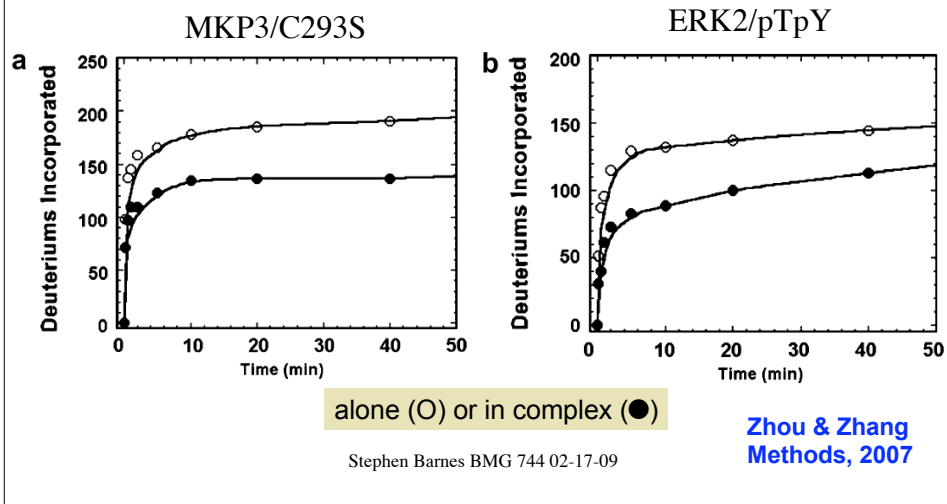 MKP3/C293S
ERK2/pTpY
a
250
200
150
100
50
0
Deuteriums Incorporated
0 10 20 30 40 50
Time (min)
b
200
150
100
50
0
Deuteriums Incorporated
0 10 20 30 40 50
Time (min)
alone (O) or in complex (●)
Zhou & Zhang
Methods, 2007
Stephen Barnes BMG 744 02-17-09